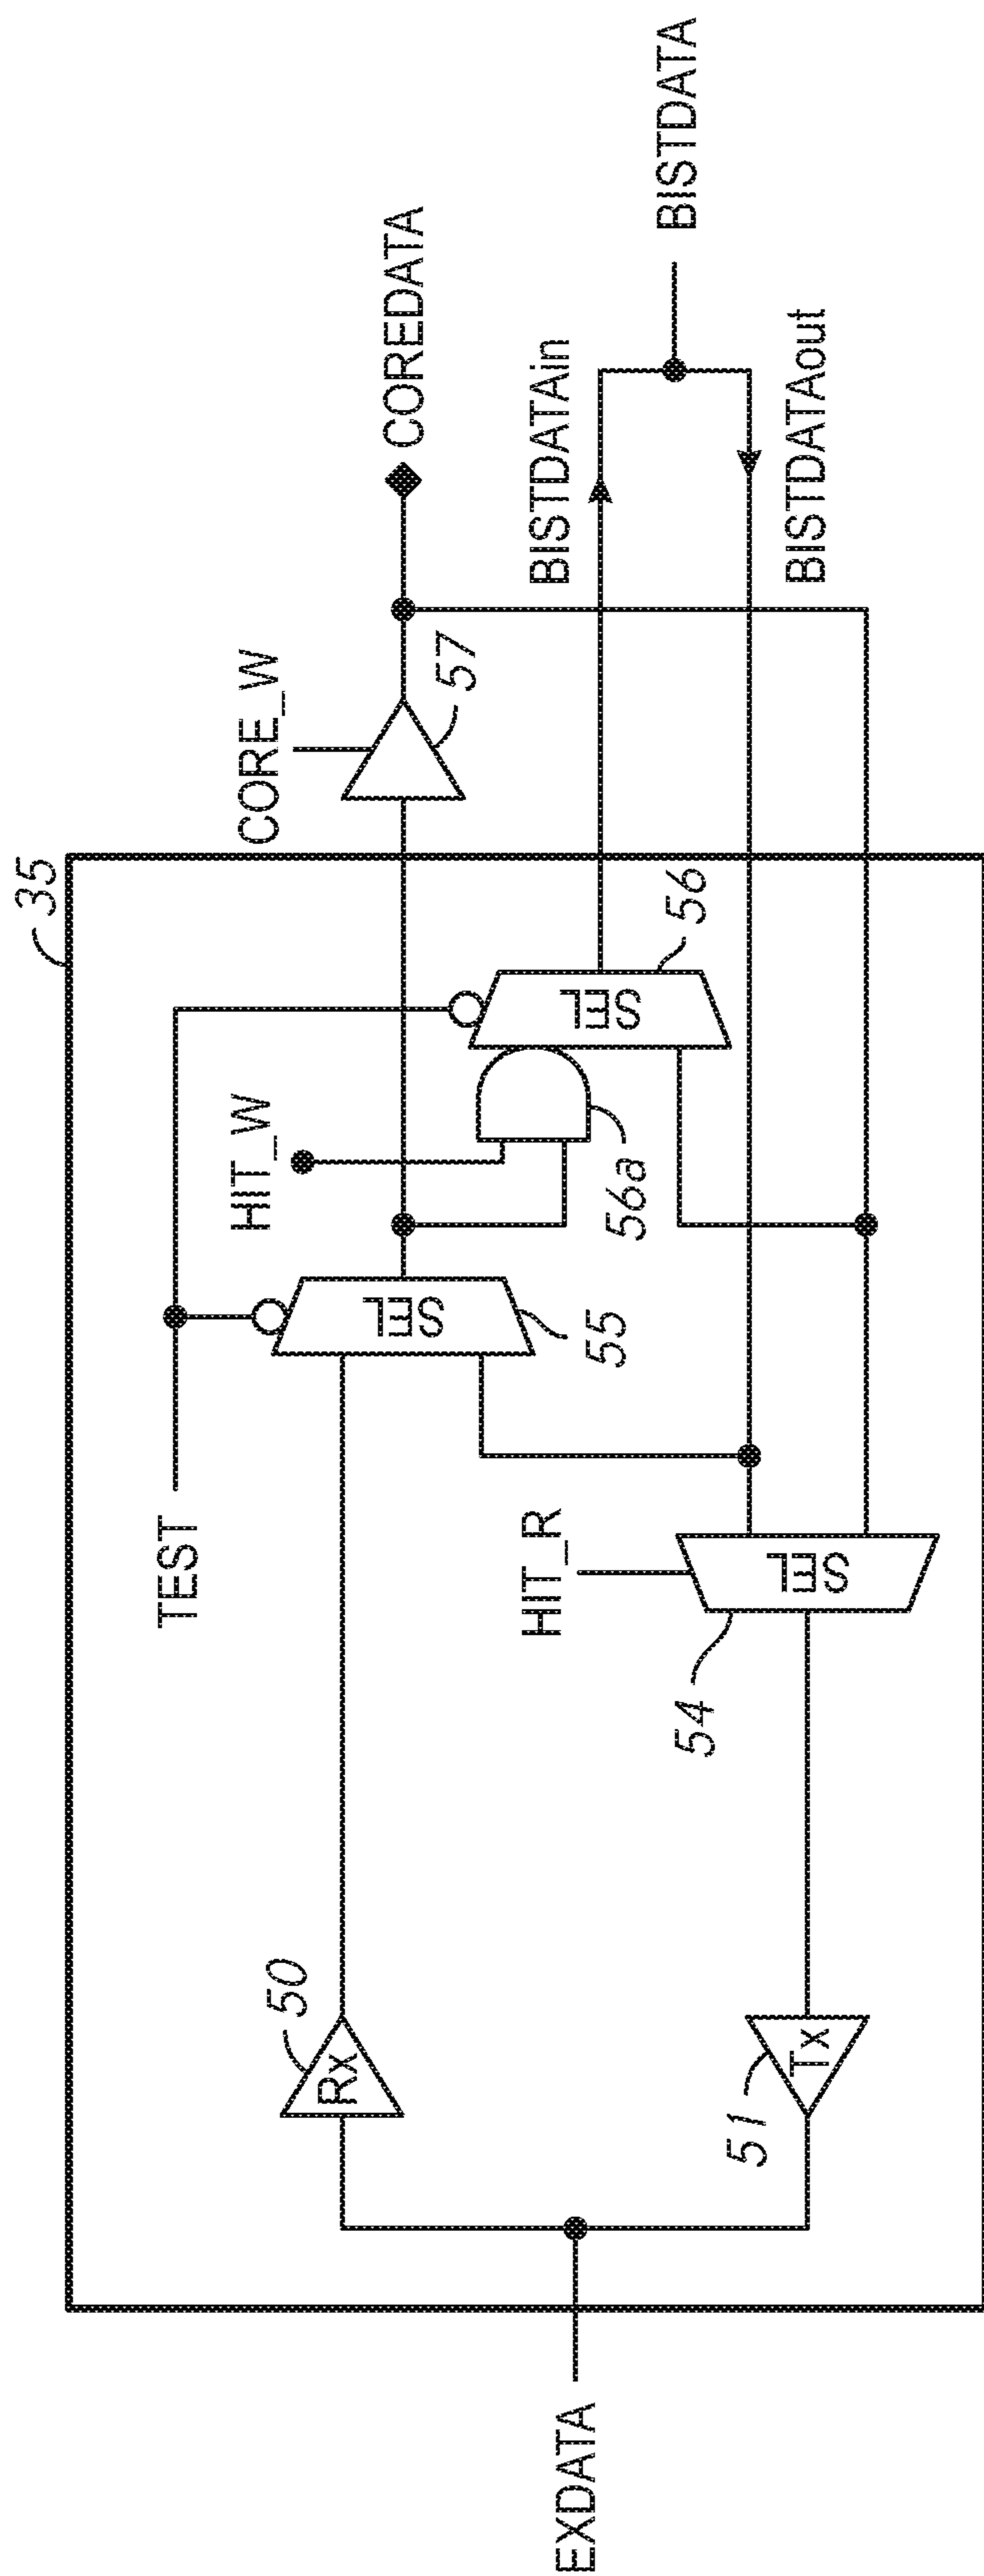 35
TEST
HIT_W
CORE_W
COREDATA
50
Rx
SEL
55
56a
SEL
56
57
BISTDATAin
BISTDATA
BISTDATAout
EXDATA
HIT_R
SEL
54
51
Tx